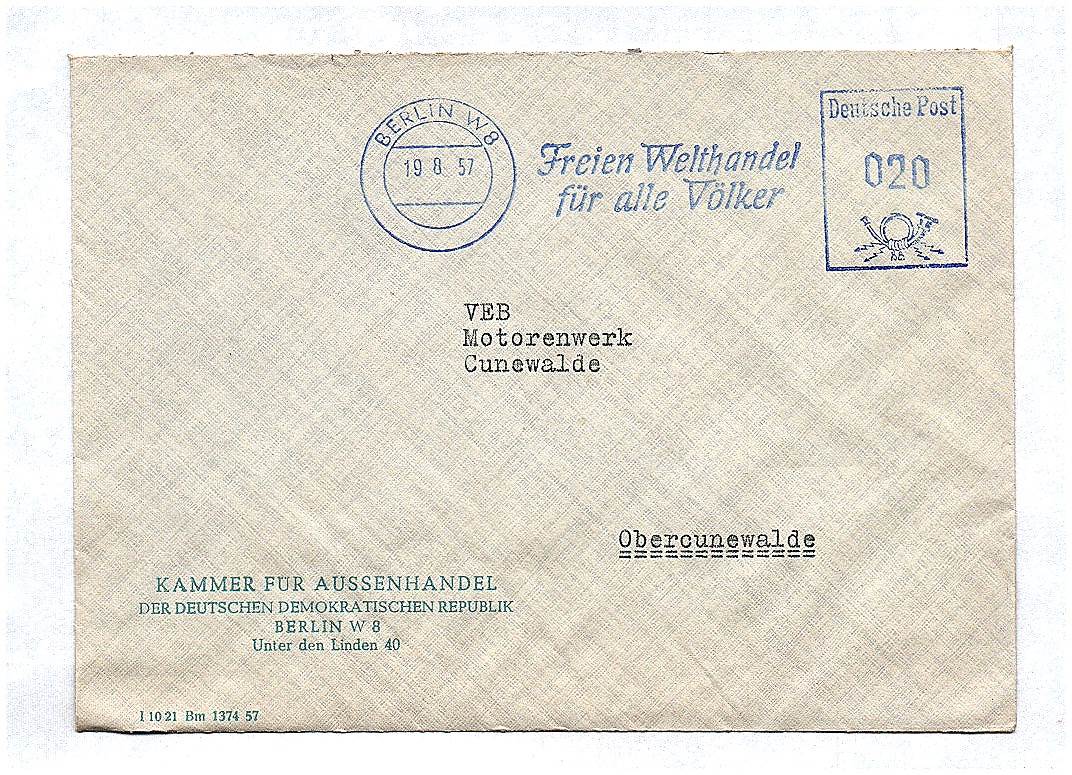 BERLIN W8
19 8 57
Freien Welthandel
für alle Völker
Deutsche Post
020
VEB
Motorenwerk
Cunewalde
Obercunewalde
KAMMER FÜR AUSSENHANDEL
DER DEUTSCHEN DEMOKRATISCHEN REPUBLIK
BERLIN W 8
Unter den Linden 40
I 10 21 Bm 1374 57